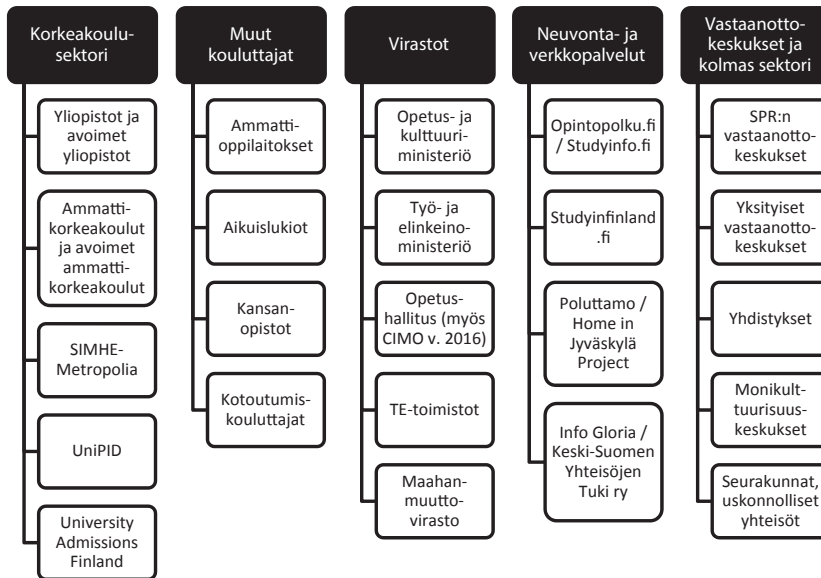 Korkeakoulu-
sektori
Yliopistot ja
avoimet
yliopistot
Ammatti-
korkeakoulut
ja avoimet
ammatti-
korkeakoulut
SIMHE-
Metropolia
UniPID
University
Admissions
Finland
Muut
kouluttajat
Ammatti-
oppilaitokset
Aikuislukiot
Kansan-
opistot
Kotoutumis-
kouluttajat
Virastot
Opetus- ja
kulttuuri-
ministeriö
Työ- ja
elinkeino-
ministeriö
Opetus-
hallitus (myös
CIMO v. 2016)
TE-toimistot
Maahan-
muutto-
virasto
Neuvonta- ja
verkkopalvelut
Opintopolku.fi
/ Studyinfo.fi
Studyinfinland
.fi
Poluttamo /
Home in
Jyväskylä
Project
Info Gloria /
Keski-Suomen
Yhteisöjen
Tuki ry
Vastaanotto-
keskukset ja
kolmas sektori
SPR:n
vastaanotto-
keskukset
Yksityiset
vastaanotto-
keskukset
Yhdistykset
Monikult-
tuurisuus-
keskukset
Seurakunnat,
uskonnolliset
yhteisöt